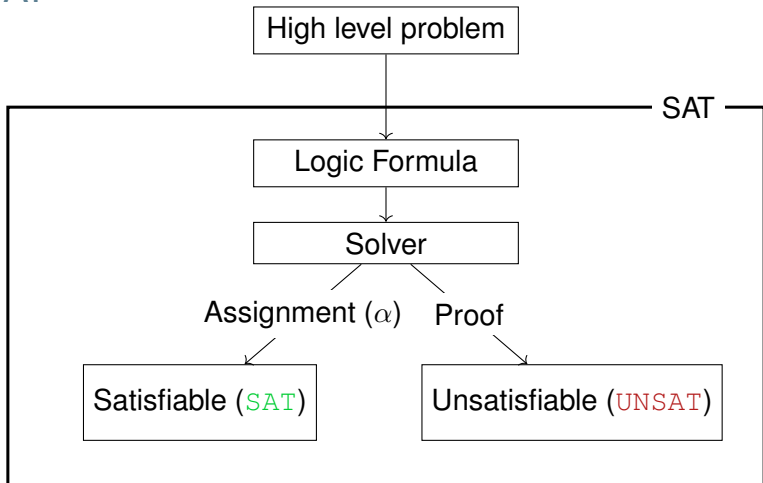 High level problem
SAT
Logic Formula
Solver
Assignment (α) Proof
Satisfiable (SAT) Unsatisfiable (UNSAT)